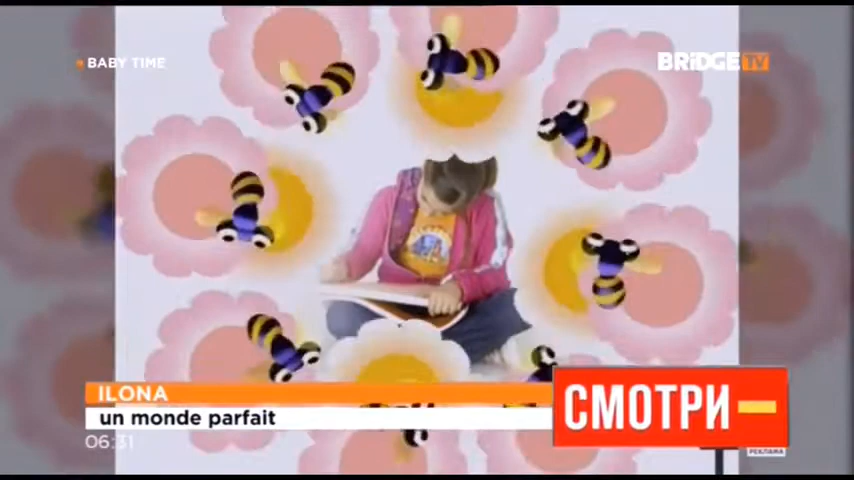 BABY TIME
BRIDGE TV
ILONA
un monde parfait
СМОТРИ
06:31
РЕКЛАМА